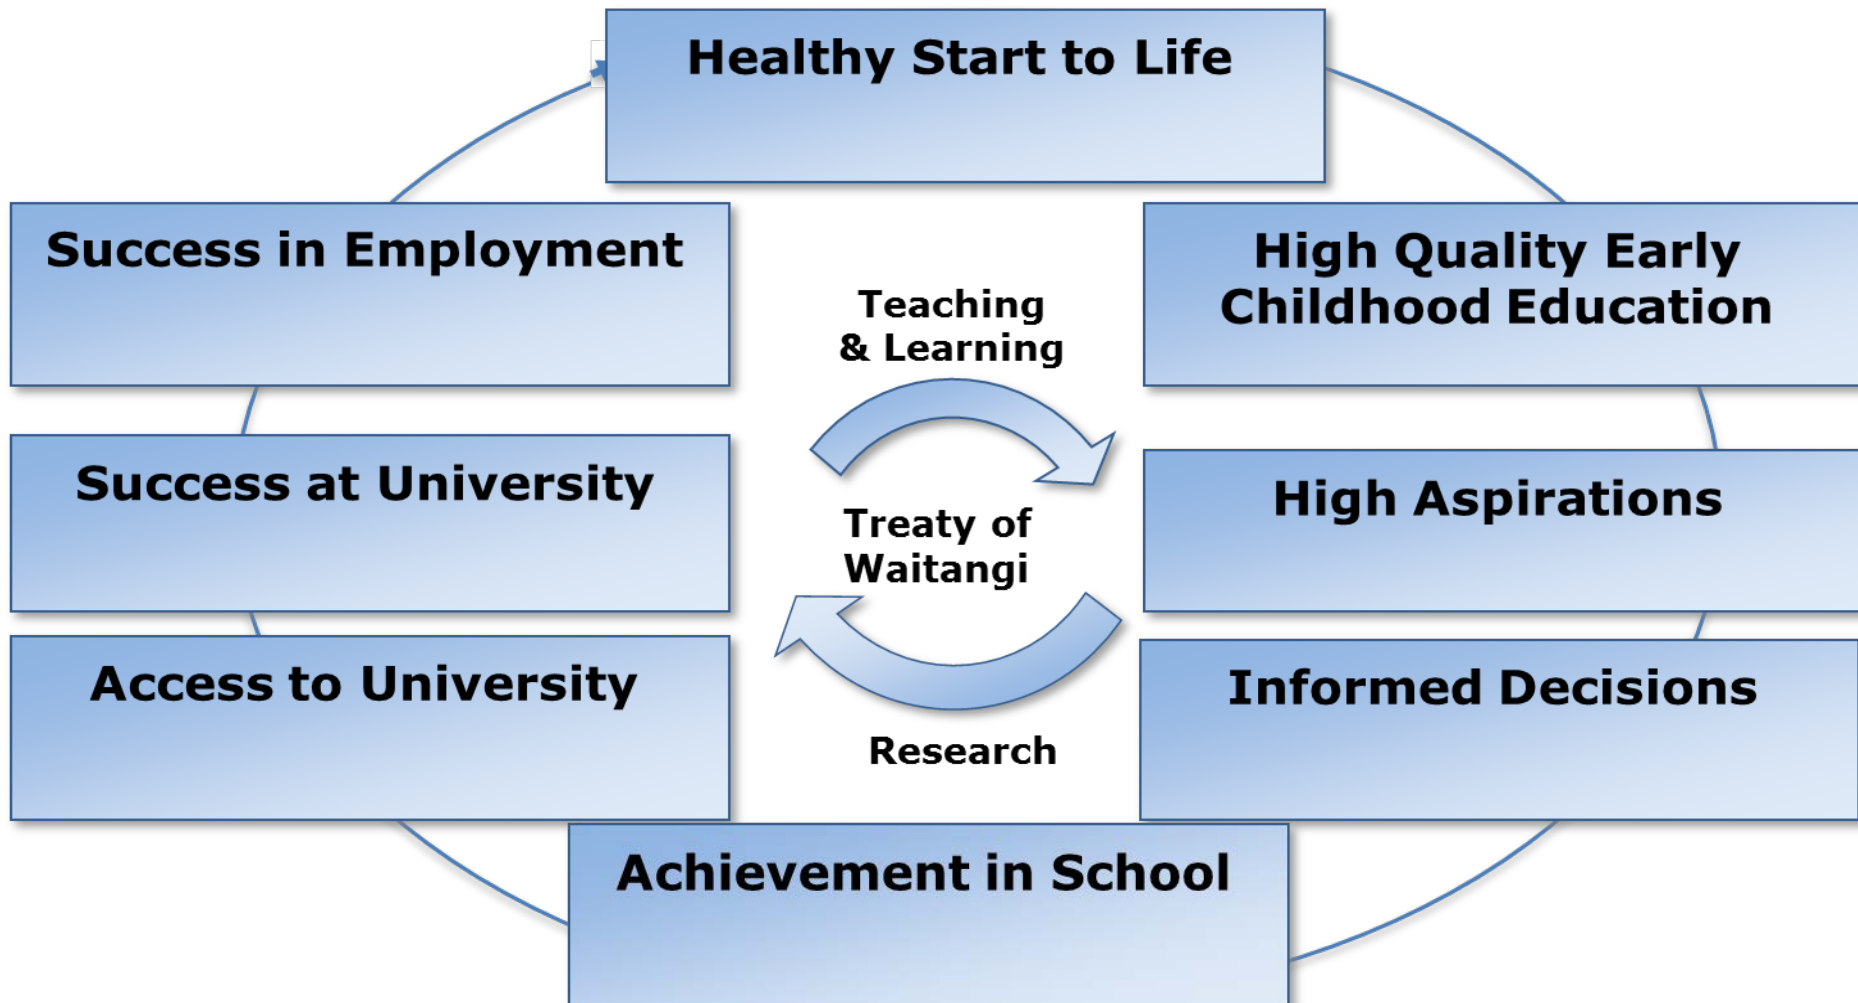 Healthy Start to Life
Success in Employment
High Quality Early
Childhood Education
Teaching
& Learning
Success at University
High Aspirations
Treaty of
Waitangi
Access to University
Informed Decisions
Research
Achievement in School